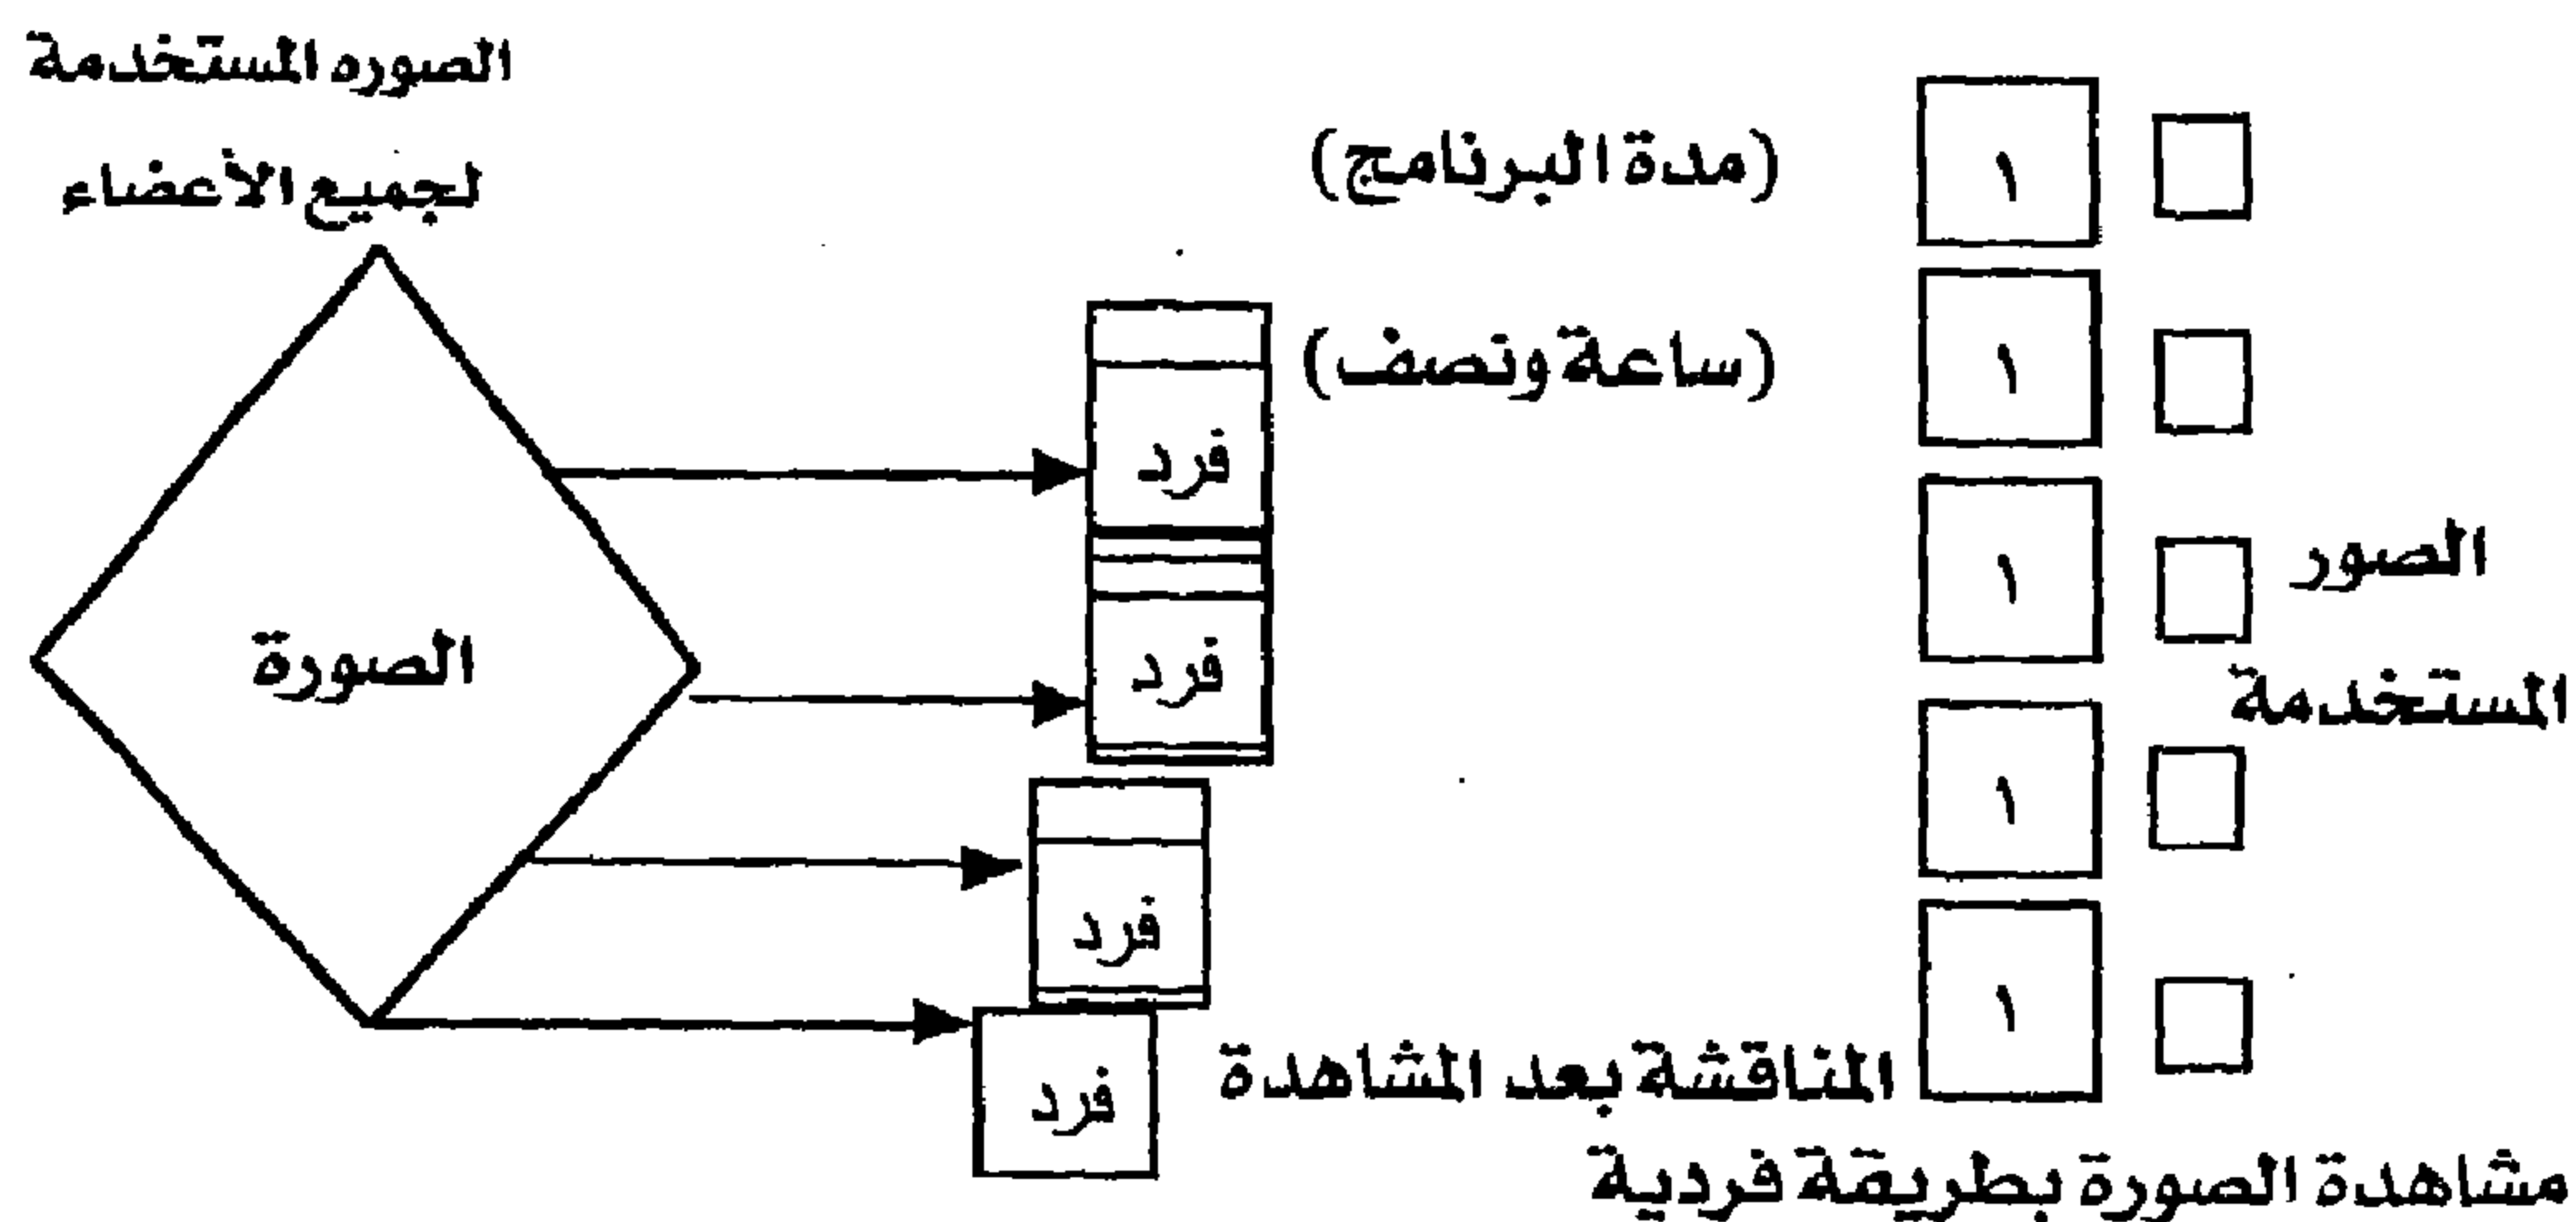 الصوره المستخدمة
لجميع الأعضاء
(مدة البرنامج)
(ساعة ونصف)
١
١
١
١
١
الصور
المستخدمة
فرد
فرد
فرد
فرد
الصورة
المناقشة بعد المشاهدة
مشاهدة الصورة بطريقة فردية